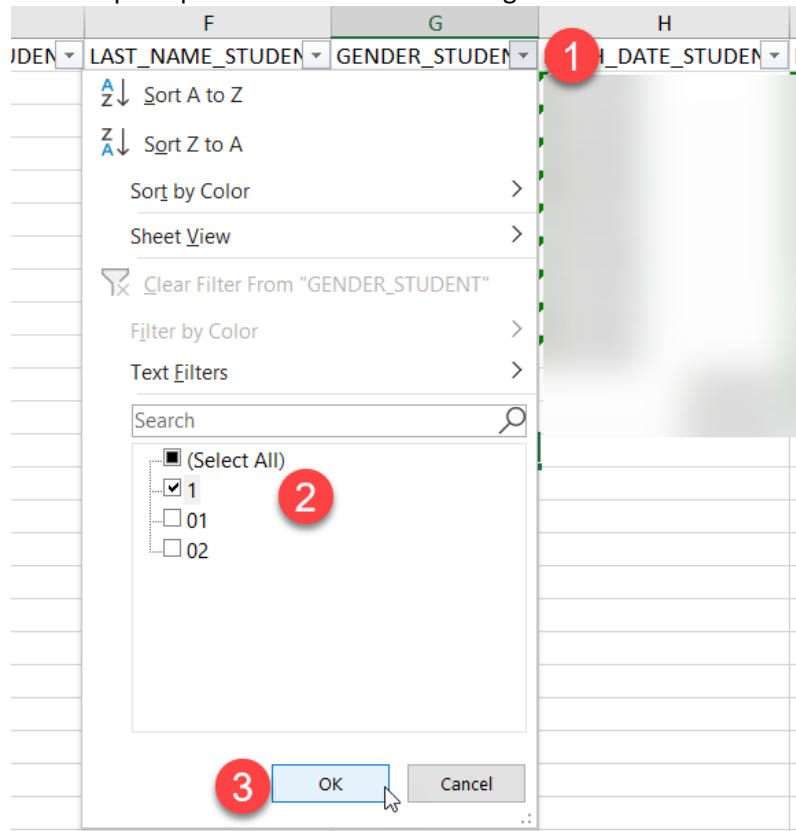 F G H
JDEN LAST_NAME_STUDEN GENDER_STUDEN 1 H_DATE_STUDEN
Sort A to Z
Sort Z to A
Sort by Color
Sheet View
Clear Filter From "GENDER_STUDENT"
Filter by Color
Text Filters
Search
(Select All)
1
2
01
02
3 OK Cancel